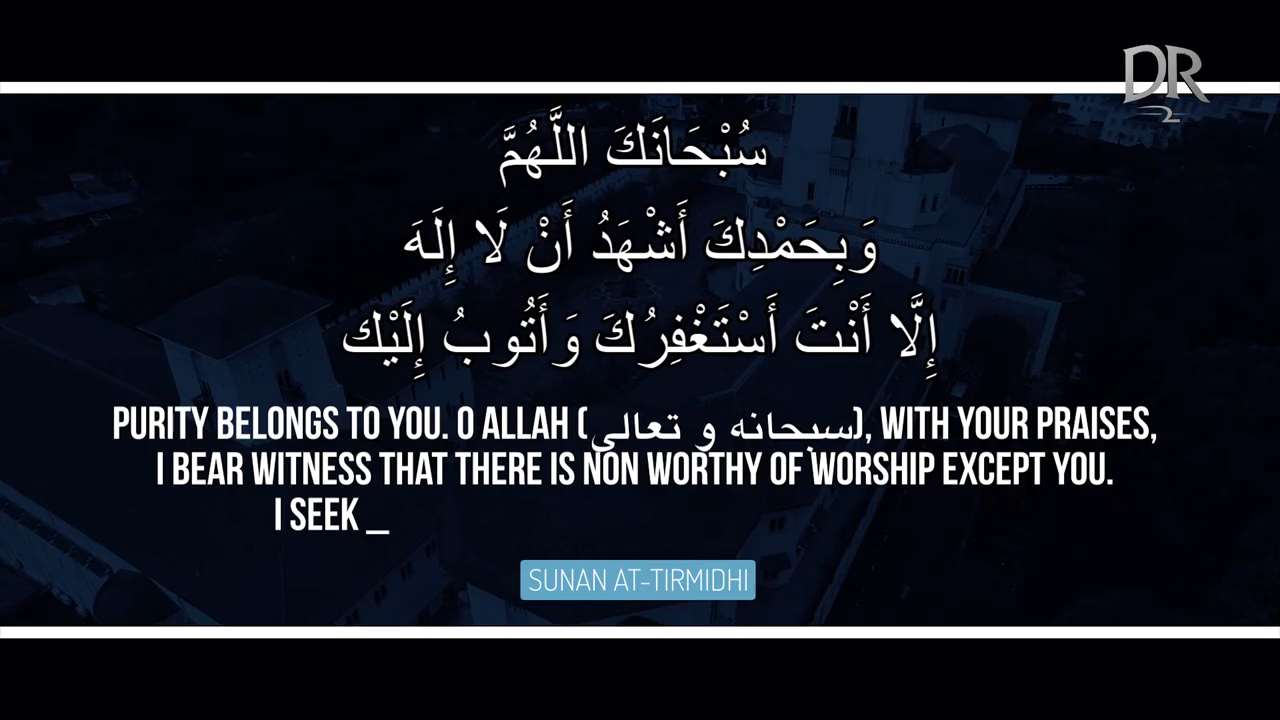 DR
2
سُبْحَانَكَ اللَّهُمَّ
وَبِحَمْدِكَ أَشْهَدُ أَنْ لَا إِلَهَ
إِلَّا أَنْتَ أَسْتَغْفِرُكَ وَأَتُوبُ إِلَيْك
PURITY BELONGS TO YOU. O ALLAH (سبحانه و تعالى), WITH YOUR PRAISES,
I BEAR WITNESS THAT THERE IS NON WORTHY OF WORSHIP EXCEPT YOU.
I SEEK _
SUNAN AT-TIRMIDHI